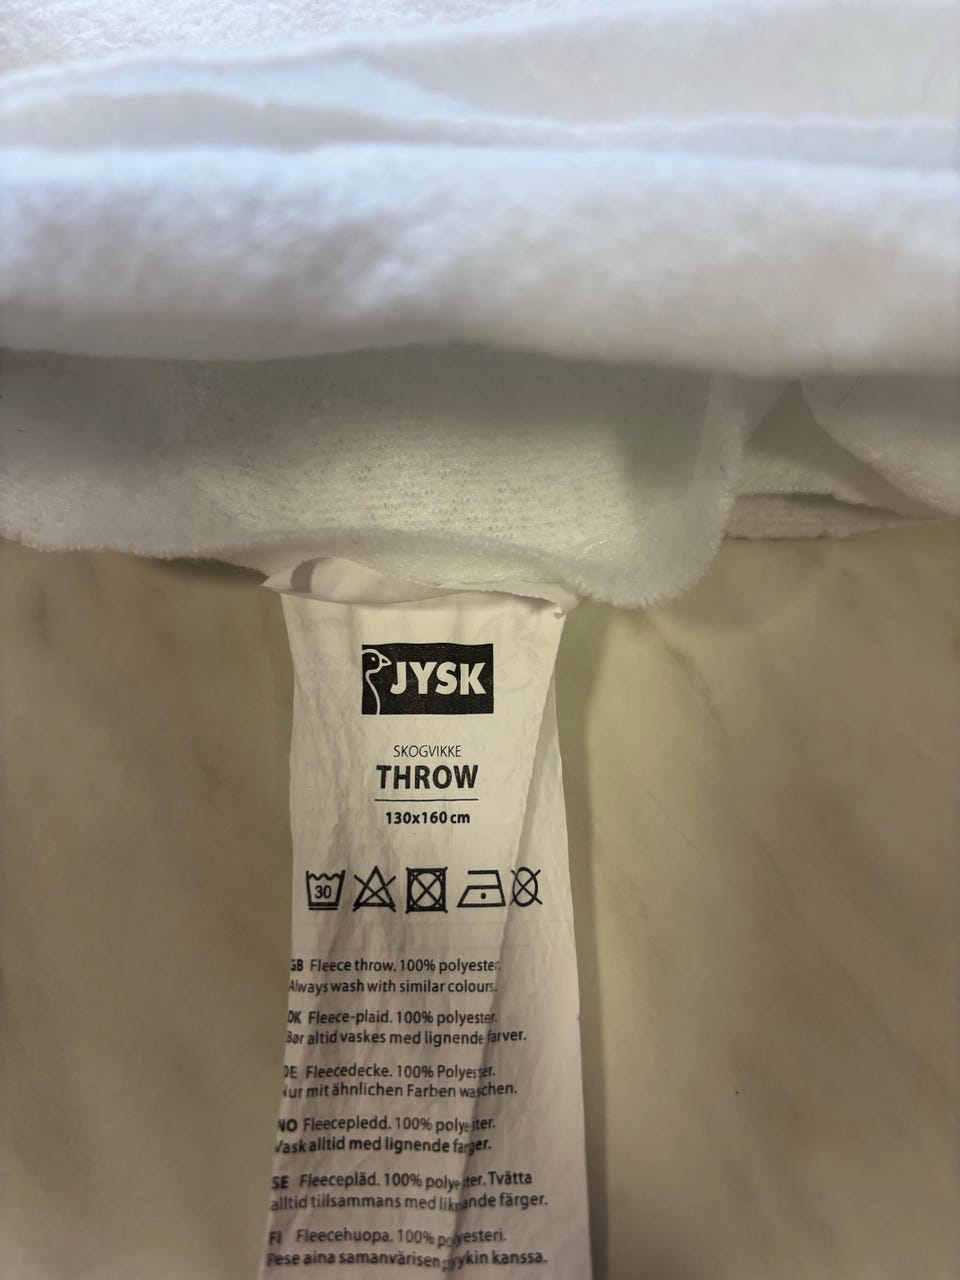 JYSK
SKOGVIKKE
THROW
130x160 cm
30
GB Fleece throw. 100% polyester.
Always wash with similar colours.
DK Fleece-plaid. 100% polyester.
Bør altid vaskes med lignende farver.
DE Fleecedecke. 100% Polyester.
Nur mit ähnlichen Farben waschen.
NO Fleecepledd. 100% polyester.
Vask alltid med lignende farger.
SE Fleecepläd. 100% polyester. Tvätta
alltid tillsammans med liknande färger.
FI Fleecehuopa. 100% polyesteri.
Pese aina samanvärisen pyykin kanssa.